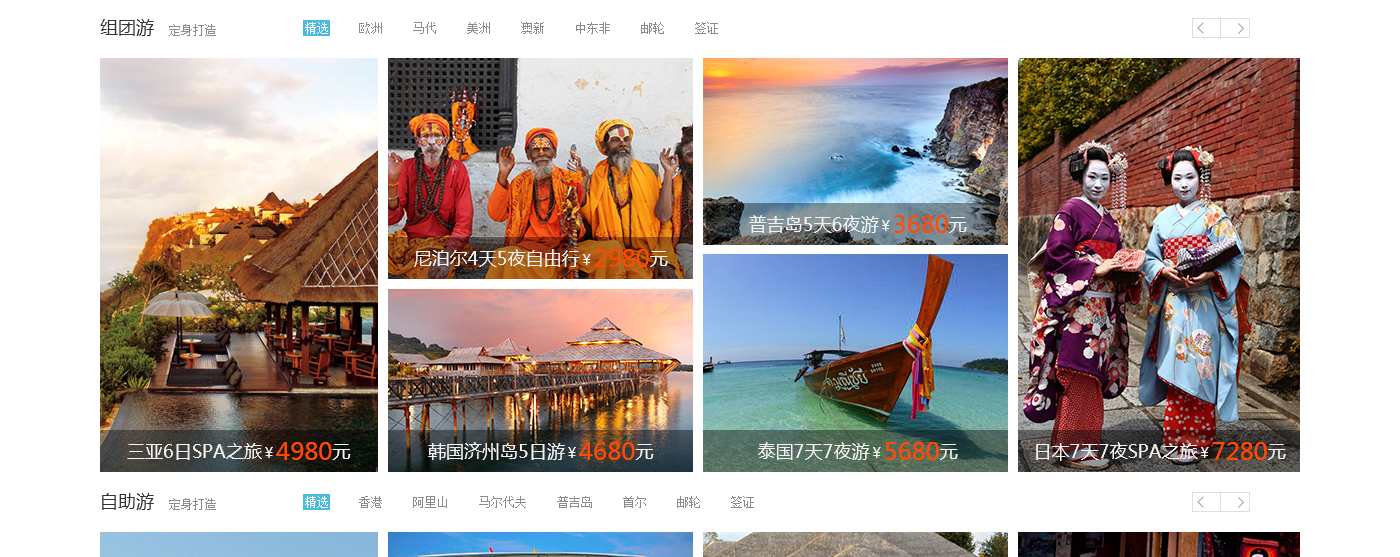 组团游 定身打造 精选 欧洲 马代 美洲 澳新 中东非 邮轮 签证
普吉岛5天6夜游¥3680元
尼泊尔4天5夜自由行¥2980元
三亚6日SPA之旅¥4980元
韩国济州岛5日游¥4680元
泰国7天7夜游¥5680元
日本7天7夜SPA之旅¥7280元
自助游 定身打造 精选 香港 阿里山 马尔代夫 普吉岛 首尔 邮轮 签证